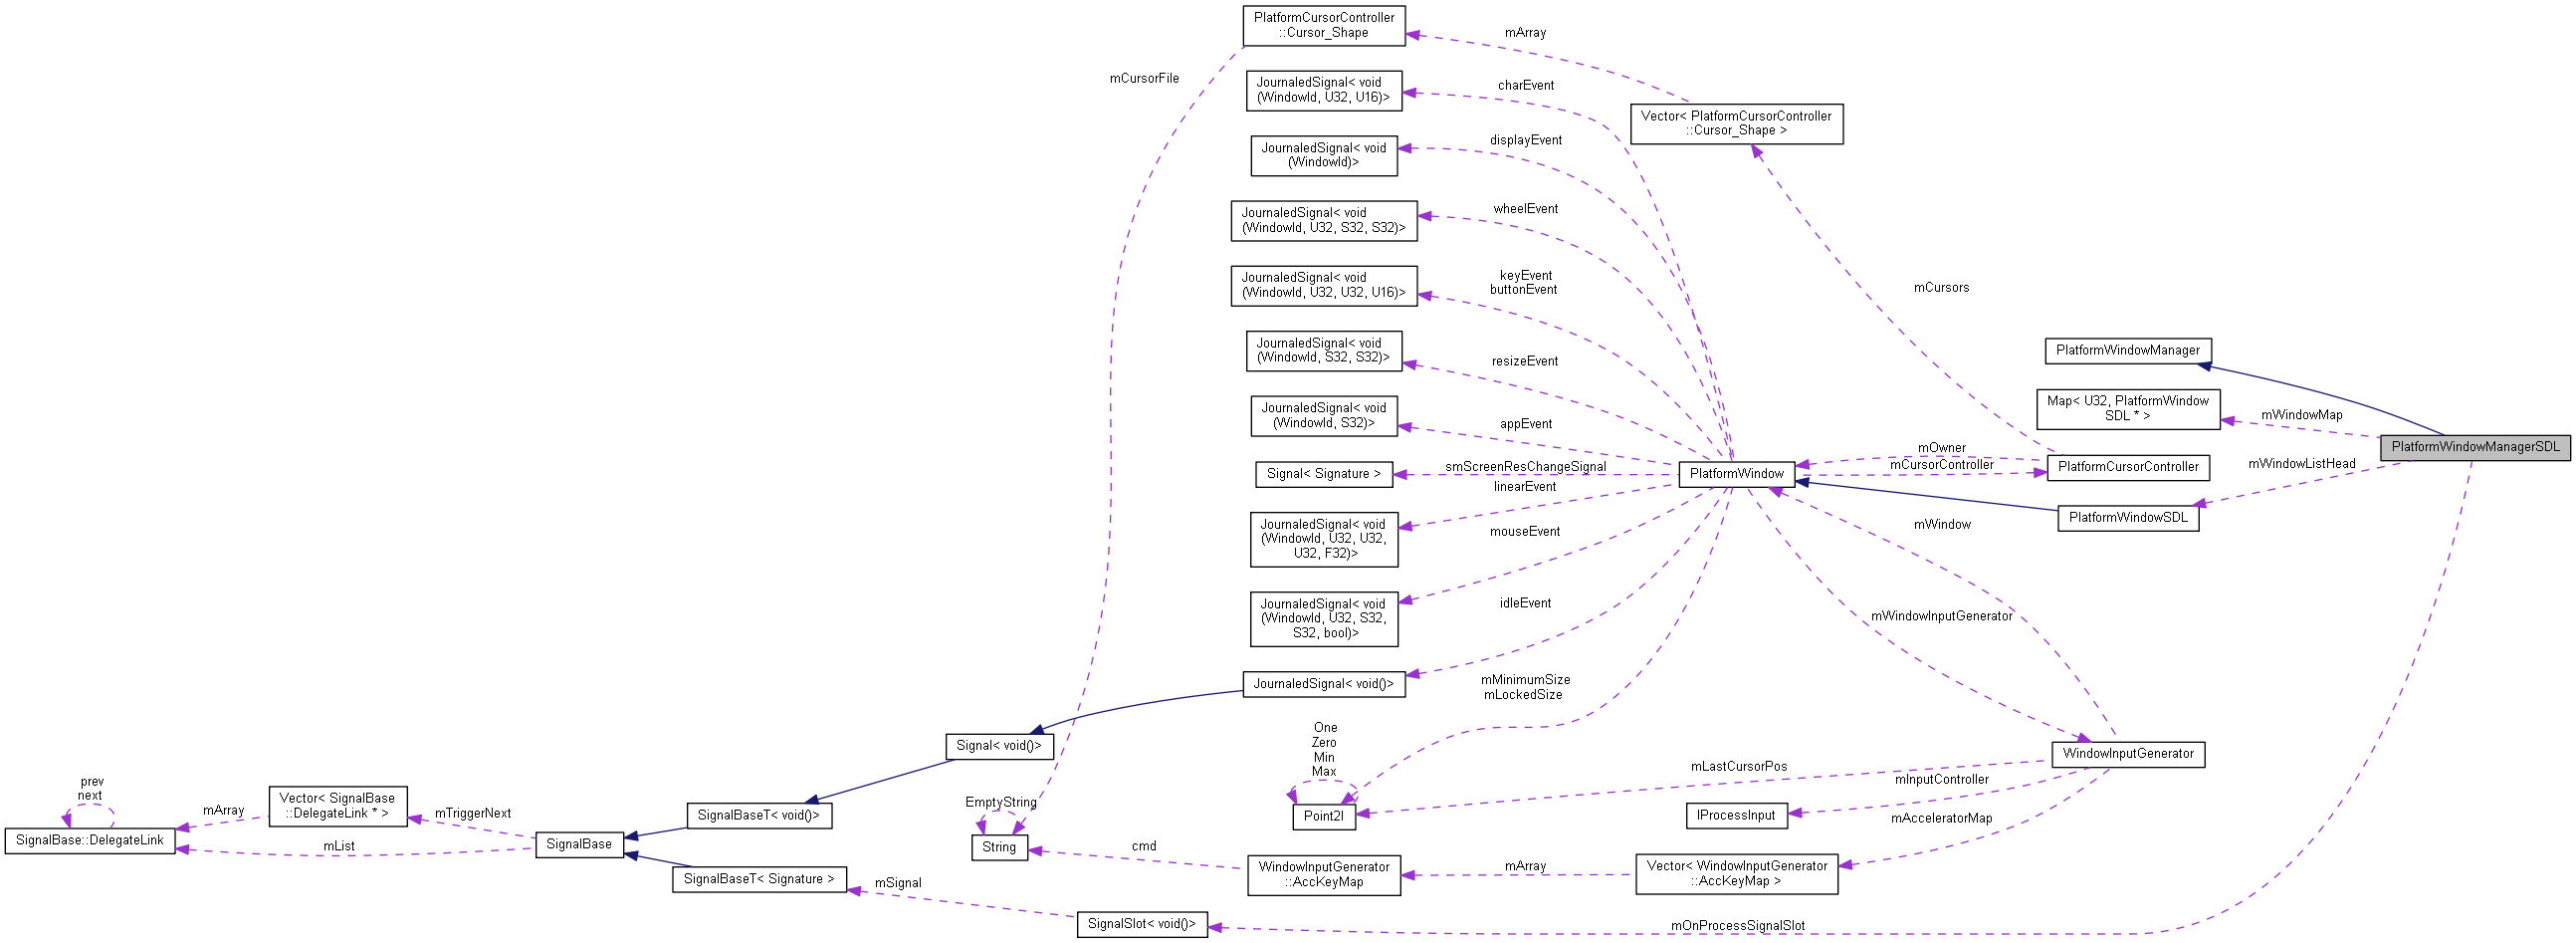 PlatformCursorController
::Cursor_Shape
mArray
mCursorFile
JournaledSignal< void
(WindowId, U32, U16)>
charEvent
Vector< PlatformCursorController
::Cursor_Shape >
JournaledSignal< void
(WindowId)>
displayEvent
JournaledSignal< void
(WindowId, U32, S32, S32)>
wheelEvent
JournaledSignal< void
(WindowId, U32, U32, U16)>
keyEvent
buttonEvent
mCursors
JournaledSignal< void
(WindowId, S32, S32)>
resizeEvent
PlatformWindowManager
JournaledSignal< void
(WindowId, S32)>
appEvent
Map< U32, PlatformWindow
SDL * >
mWindowMap
PlatformWindowManagerSDL
Signal< Signature >
smScreenResChangeSignal
PlatformWindow
mOwner
mCursorController
PlatformCursorController
mWindowListHead
linearEvent
JournaledSignal< void
(WindowId, U32, U32,
U32, F32)>
mouseEvent
mWindow
PlatformWindowSDL
JournaledSignal< void
(WindowId, U32, S32,
S32, bool)>
idleEvent
mWindowInputGenerator
JournaledSignal< void()>
mMinimumSize
mLockedSize
Signal< void()>
One
Zero
Min
Max
WindowInputGenerator
mLastCursorPos
mInputController
prev
next
mArray
Vector< SignalBase
::DelegateLink * >
mTriggerNext
SignalBaseT< void()>
EmptyString
Point2I
IProcessInput
mAcceleratorMap
SignalBase::DelegateLink
mList
SignalBase
String
cmd
WindowInputGenerator
::AccKeyMap
mArray
Vector< WindowInputGenerator
::AccKeyMap >
SignalBaseT< Signature >
mSignal
SignalSlot< void()>
mOnProcessSignalSlot